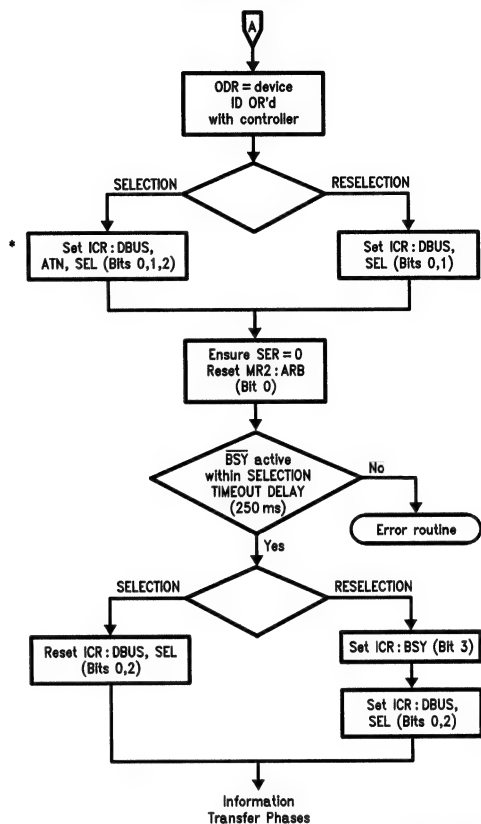 A
ODR = device
ID OR'd
with controller
SELECTION
RESELECTION
*
Set ICR : DBUS,
ATN, SEL (Bits 0,1,2)
Set ICR : DBUS,
SEL (Bits 0,1)
Ensure SER = 0
Reset MR2 : ARB
(Bit 0)
BSY active
within SELECTION
TIMEOUT DELAY
(250 ms)
No
Error routine
Yes
SELECTION
RESELECTION
Reset ICR : DBUS, SEL
(Bits 0,2)
Set ICR : BSY (Bit 3)
Set ICR : DBUS,
SEL (Bits 0,2)
Information
Transfer Phases